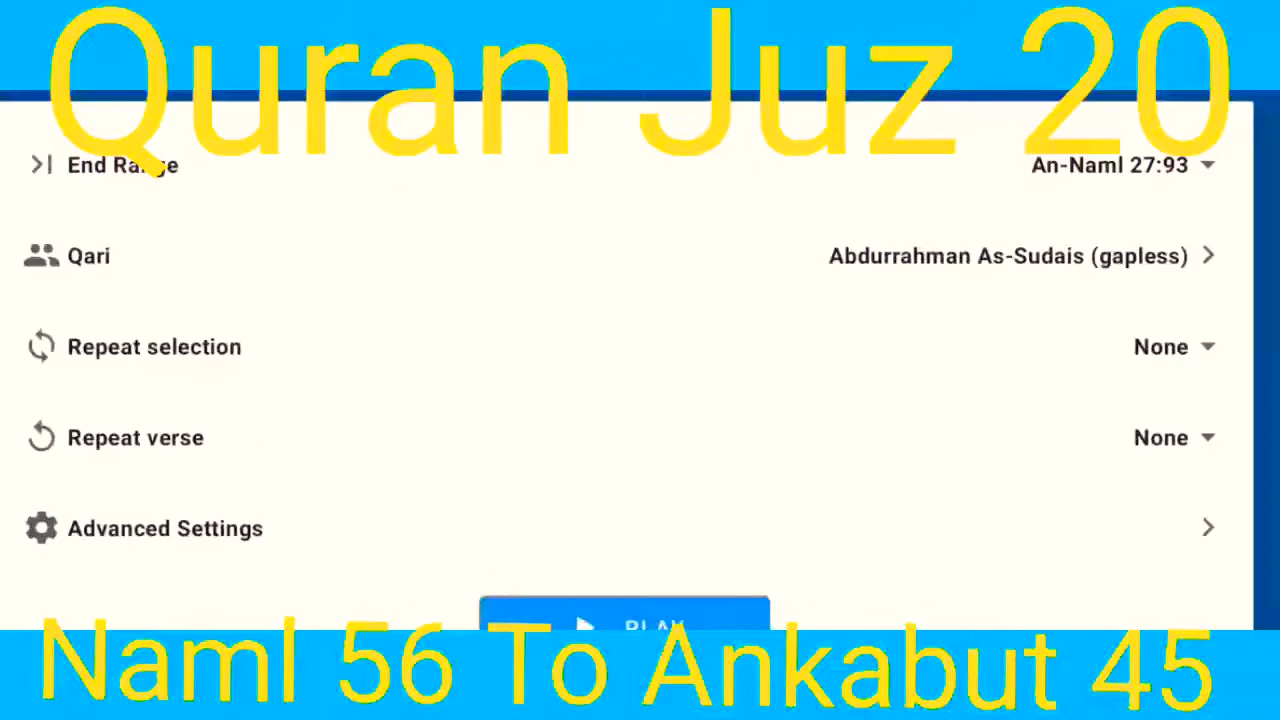 Quran Juz 20
End Range An-Naml 27:93
Qari Abdurrahman As-Sudais (gapless)
Repeat selection None
Repeat verse None
Advanced Settings
PLAY
Naml 56 To Ankabut 45